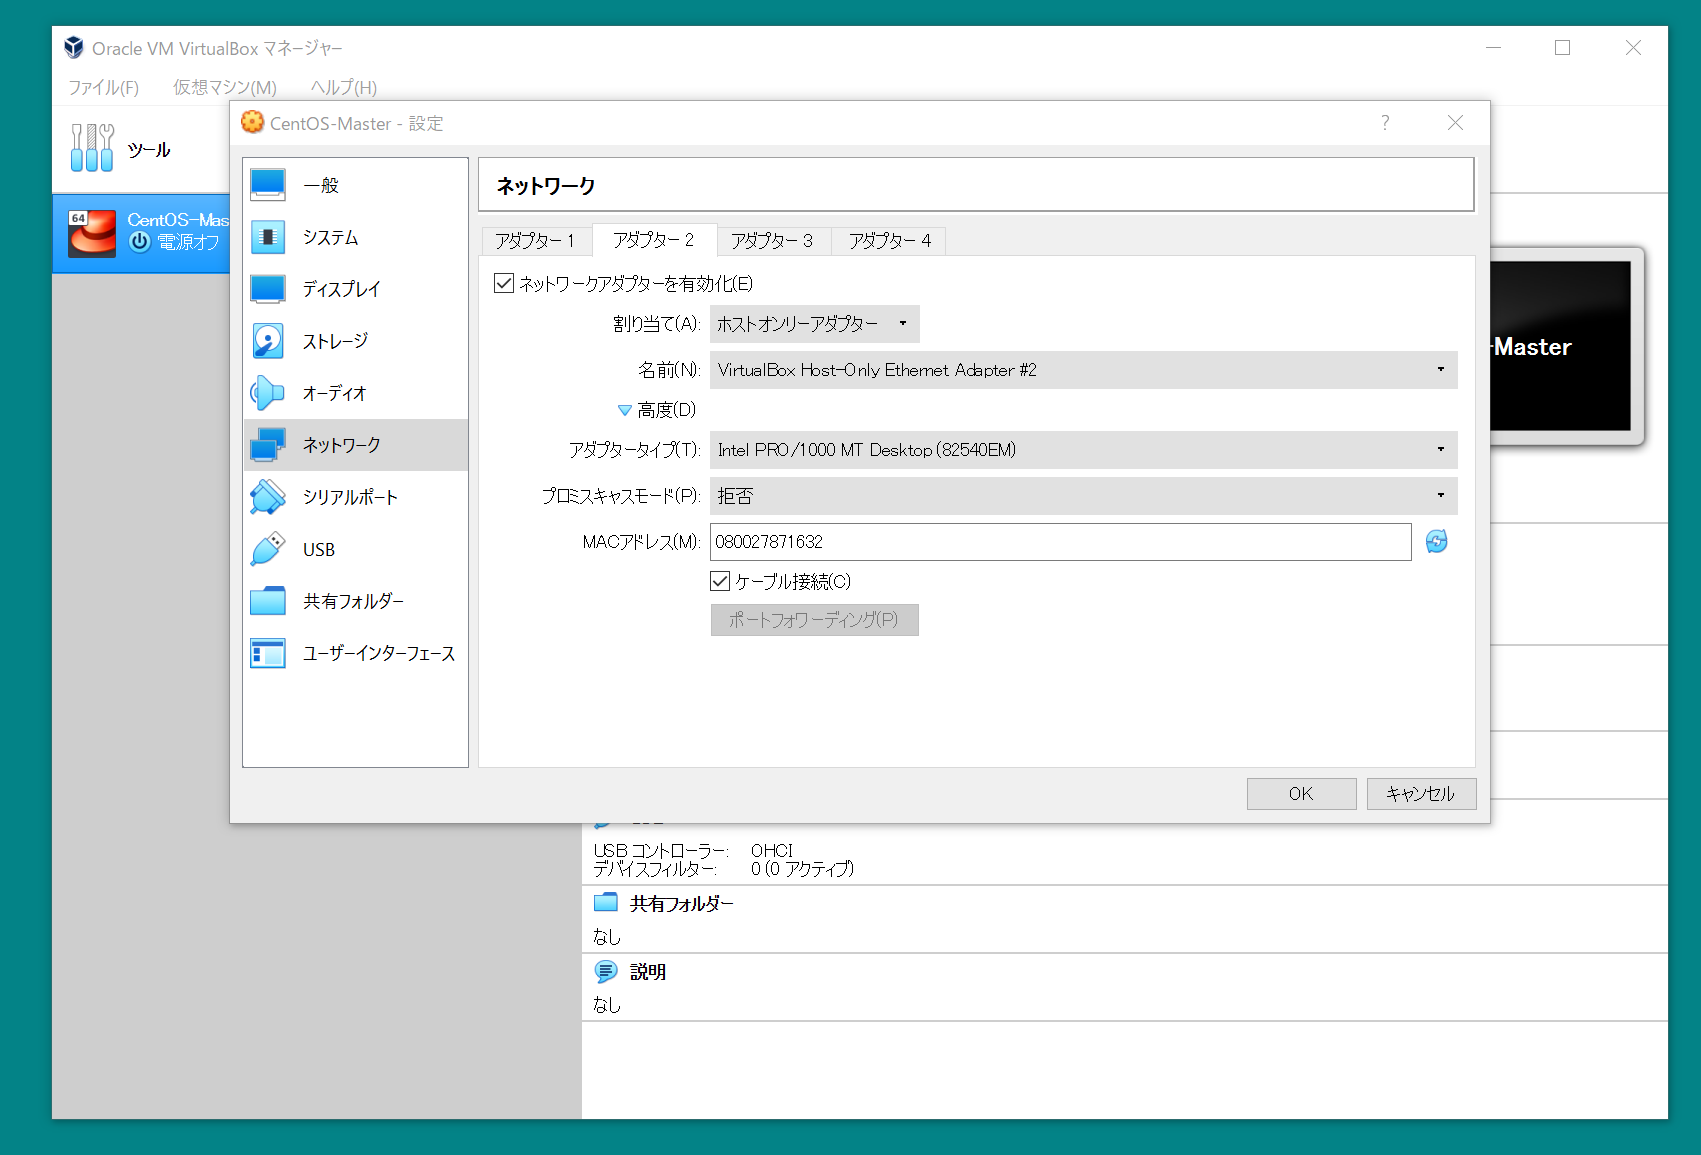 Oracle VM VirtualBox マネージャー
ファイル(F) 仮想マシン(M) ヘルプ(H)
ツール
64
CentOS-Mas
電源オフ
CentOS-Master - 設定
?
一般
システム
ディスプレイ
ストレージ
オーディオ
ネットワーク
シリアルポート
USB
共有フォルダー
ユーザーインターフェース
ネットワーク
アダプター 1 アダプター 2 アダプター 3 アダプター 4
ネットワークアダプターを有効化(E)
割り当て(A): ホストオンリーアダプター
名前(N): VirtualBox Host-Only Ethernet Adapter #2
高度(D)
アダプタータイプ(T): Intel PRO/1000 MT Desktop (82540EM)
プロミスキャスモード(P): 拒否
MACアドレス(M): 080027871632
ケーブル接続(C)
ポートフォワーディング(P)
OK キャンセル
-Master
USB コントローラー: OHCI
デバイスフィルター: 0 (0 アクティブ)
共有フォルダー
なし
説明
なし